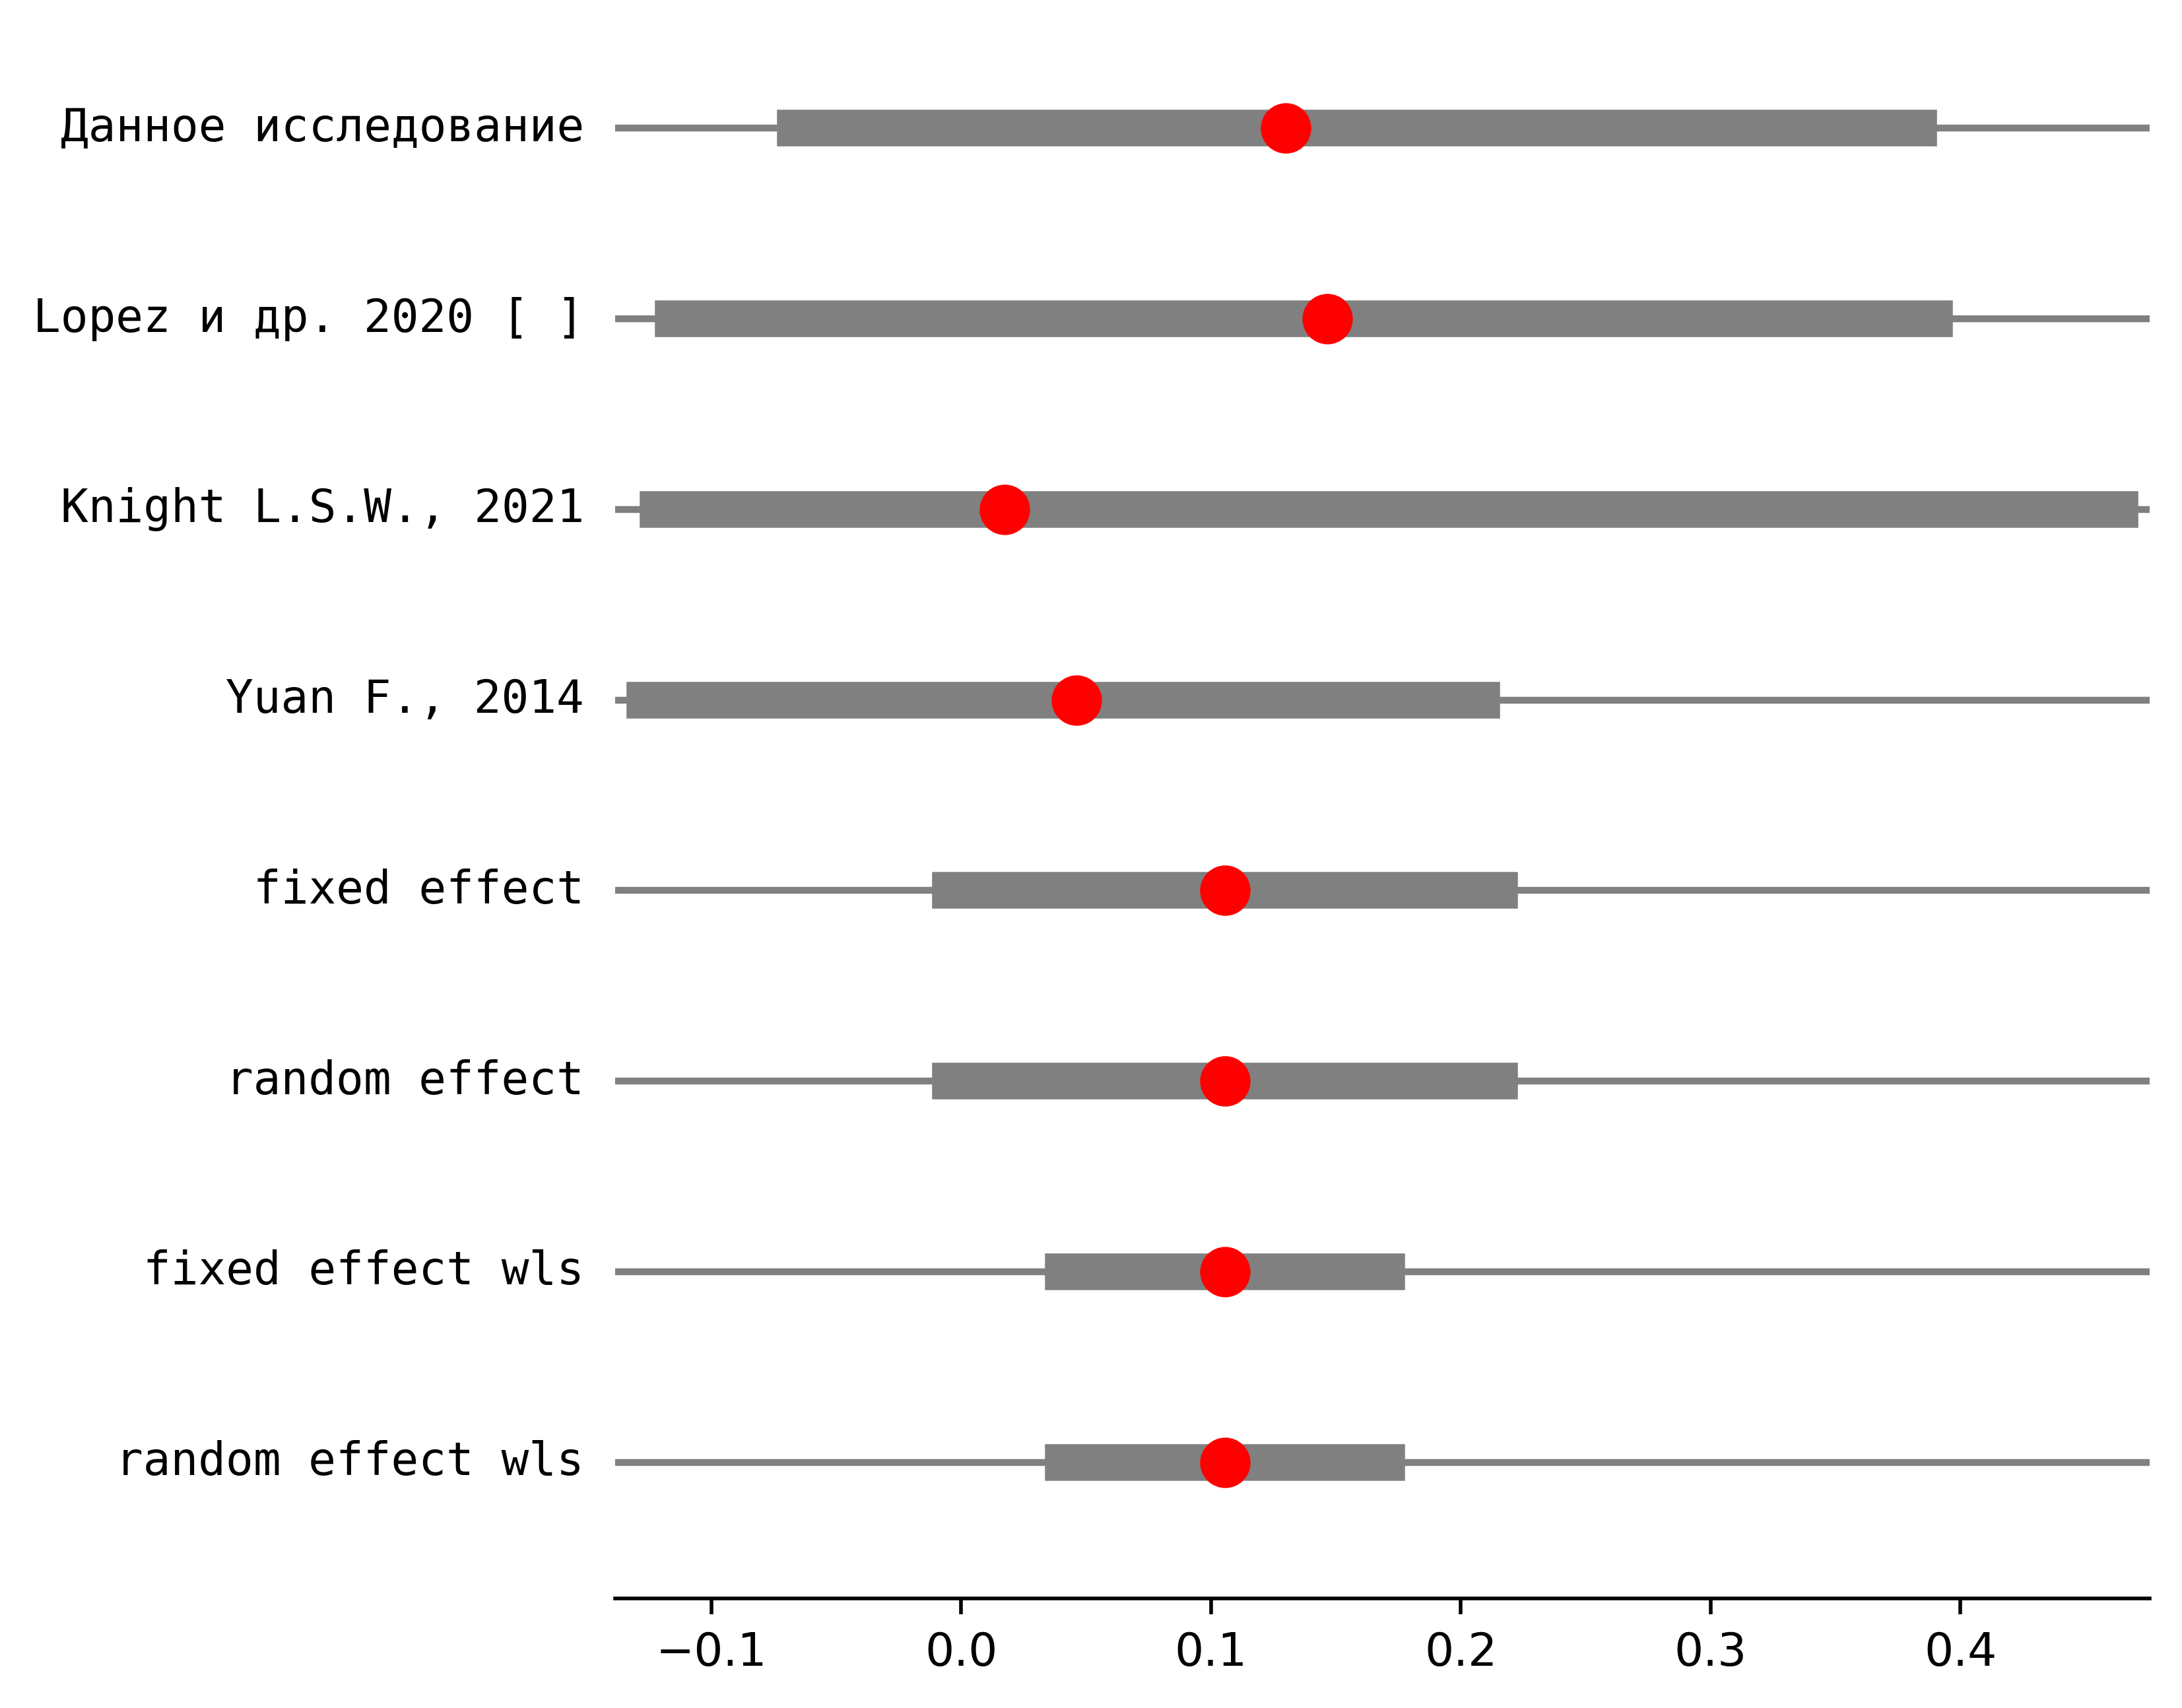 Данное исследование
Lopez и др. 2020 [ ]
Knight L.S.W., 2021
Yuan F., 2014
fixed effect
random effect
fixed effect wls
random effect wls
−0.1 0.0 0.1 0.2 0.3 0.4